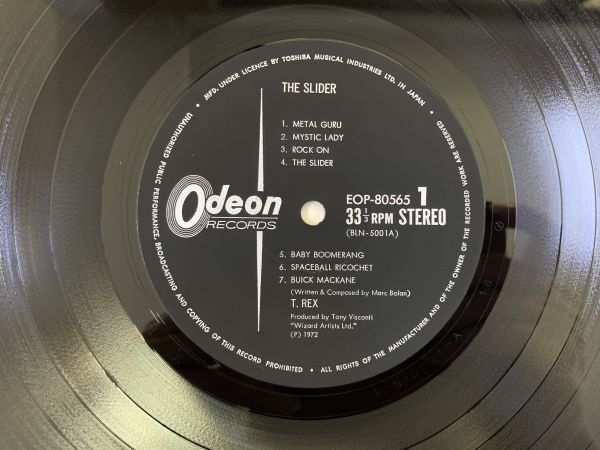 MFD. UNDER LICENCE BY TOSHIBA MUSICAL INDUSTRIES LTD. IN JAPAN
THE SLIDER
1. METAL GURU
2. MYSTIC LADY
3. ROCK ON
4. THE SLIDER
Odeon
RECORDS
EOP-80565 1
33 1/3 RPM STEREO
(BLN-5001A)
5. BABY BOOMERANG
6. SPACEBALL RICOCHET
7. BUICK MACKANE
(Written & Composed by Marc Bolan)
T. REX
Produced by Tony Visconti
"Wizard Artists Ltd."
(P) 1972
UNAUTHORIZED PUBLIC PERFORMANCE, BROADCASTING AND COPYING OF THIS RECORD PROHIBITED • ALL RIGHTS OF THE MANUFACTURER AND OF THE OWNER OF THE RECORDED WORK ARE RESERVED